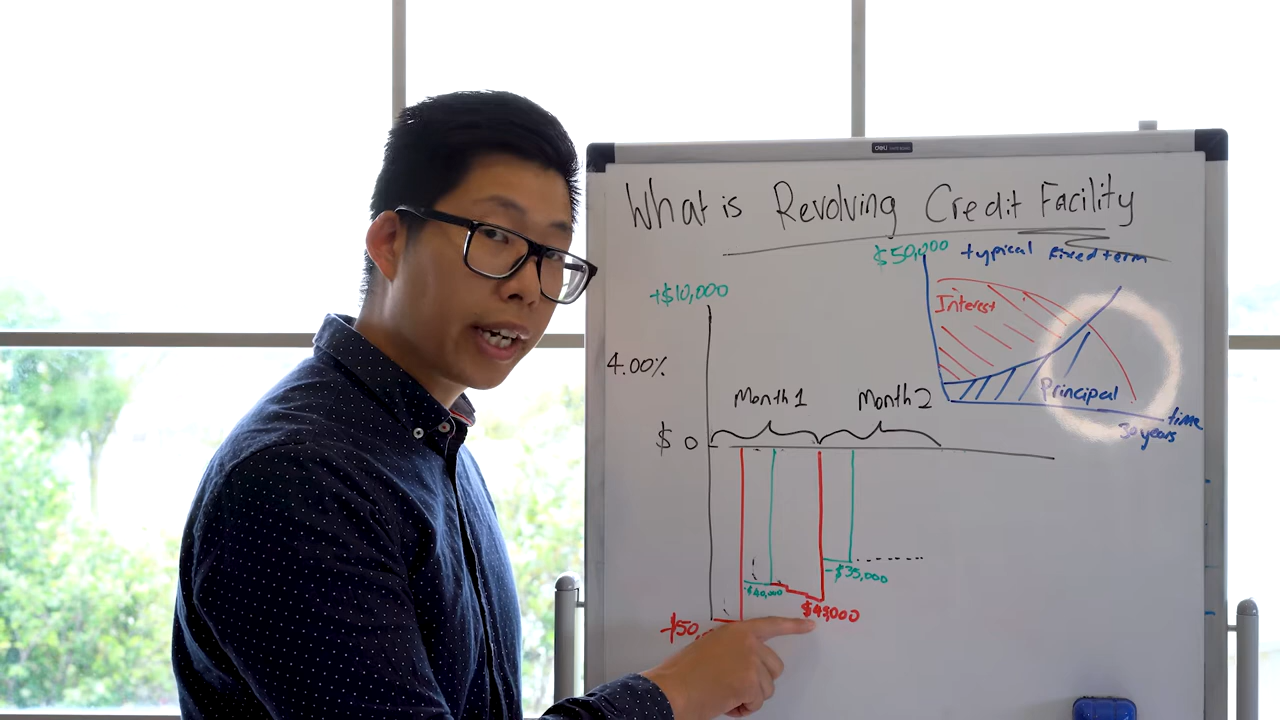 deli
What is Revolving Credit Facility
$50,000 typical fixed term
+$10,000
Interest
4.00%
Month 1 Month 2
Principal
$ 0
time
30 years
-$35,000
-$40,000
$45,000
-$50,